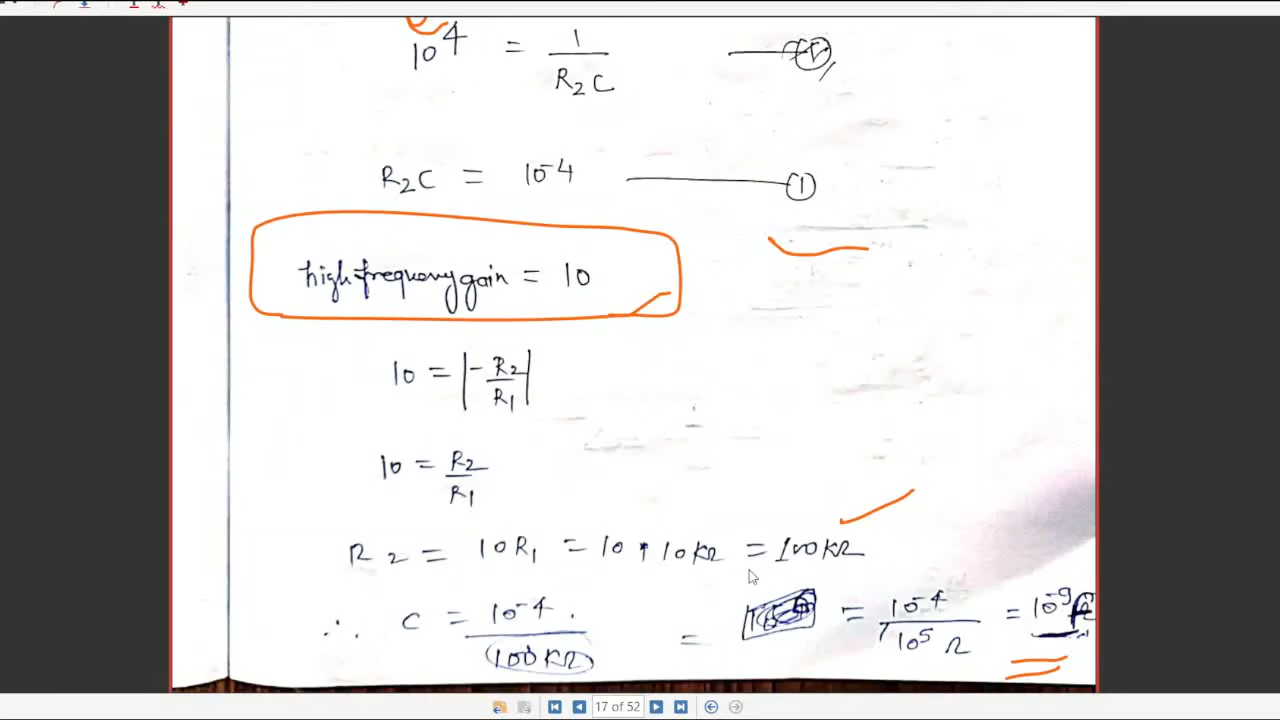 10^4 = 1 / R2C
R2C = 10^-4 ——— ①
high-frequency gain = 10
10 = |- R2 / R1|
10 = R2 / R1
R2 = 10R1 = 10 * 10KΩ = 100KΩ
∴ C = 10^-4 / (100KΩ) = = 10^-4 / 10^5 Ω = 10^-9
17 of 52